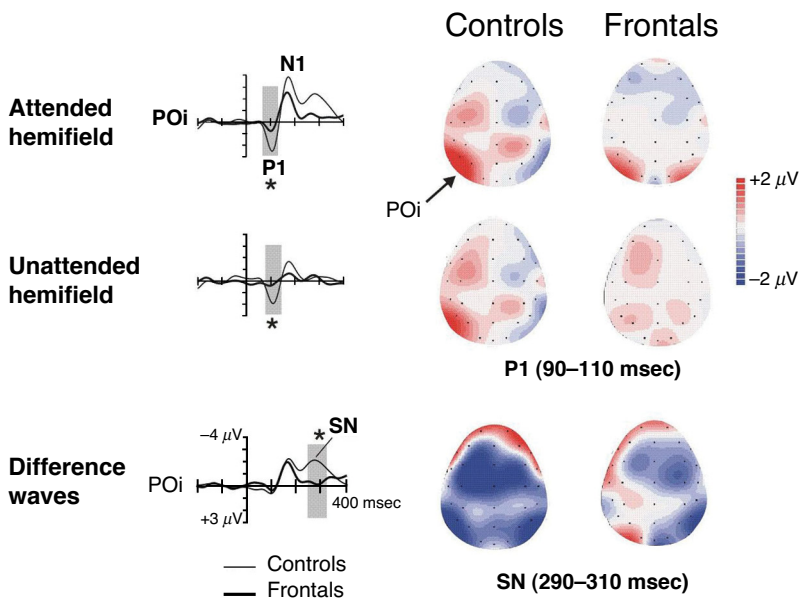 Controls Frontals
N1
Attended
hemifield
POi
P1
*
POi
+2 μV
−2 μV
Unattended
hemifield
*
P1 (90–110 msec)
−4 μV
* SN
Difference
waves
POi
400 msec
+3 μV
Controls
Frontals
SN (290–310 msec)